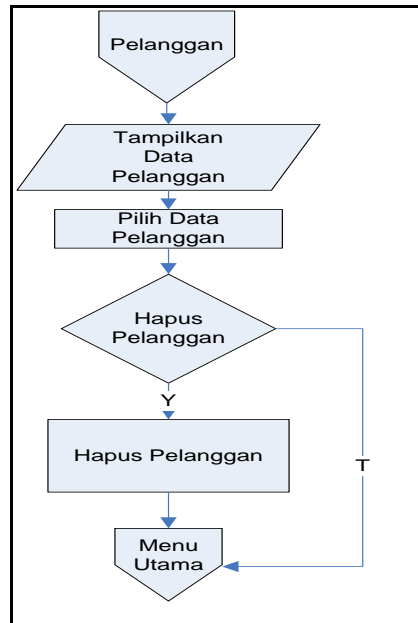 Pelanggan
Tampilkan
Data
Pelanggan
Pilih Data
Pelanggan
Hapus
Pelanggan
Y
Hapus Pelanggan
T
Menu
Utama